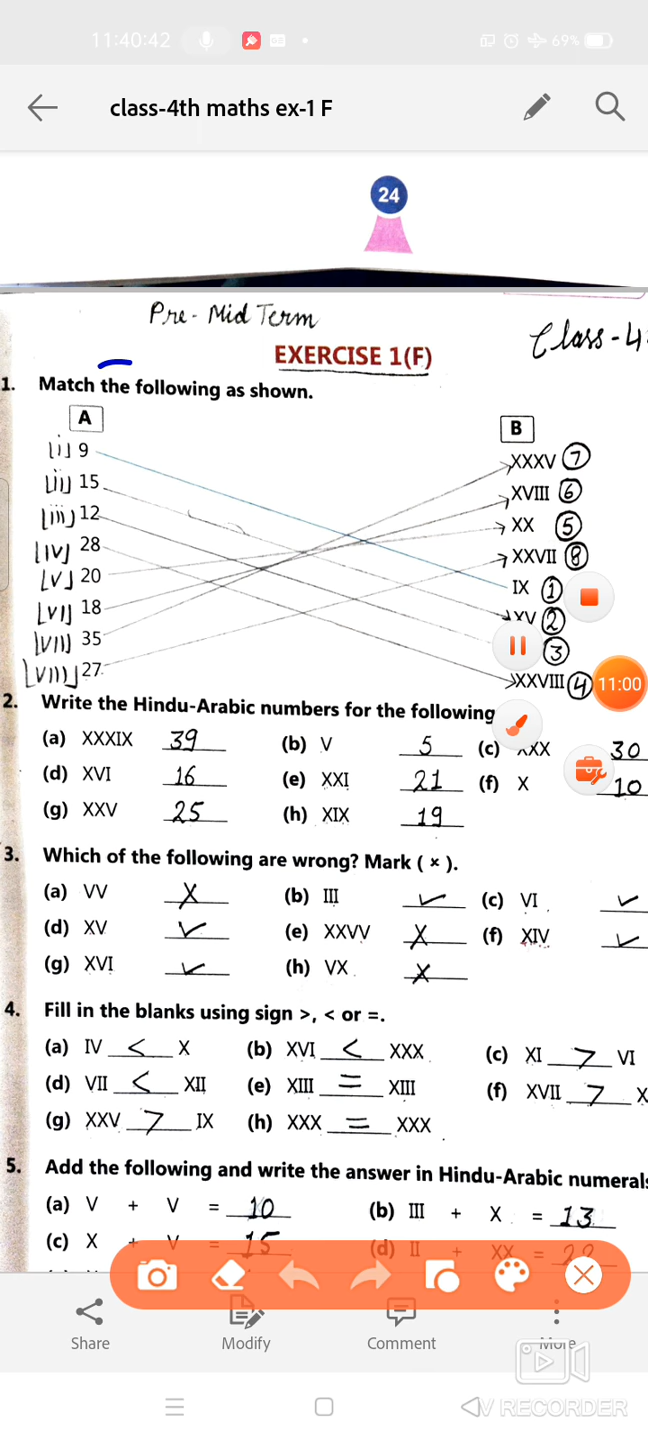 11:40:42 69%
class-4th maths ex-1 F
24
Pre-Mid Term
Class-4
EXERCISE 1(F)
1. Match the following as shown.
A B
(i) 9 XXXV 7
(ii) 15 XVIII 6
(iii) 12 XX 5
(iv) 28 XXVII 8
(v) 20 IX 1
(vi) 18 XV 2
(vii) 35 3
(viii) 27 XXVIII 4
11:00
2. Write the Hindu-Arabic numbers for the following
(a) XXXIX 39 (b) V 5 (c) XXX 30
(d) XVI 16 (e) XXI 21 (f) X 10
(g) XXV 25 (h) XIX 19
3. Which of the following are wrong? Mark ( × ).
(a) VV X (b) III ✓ (c) VI ✓
(d) XV ✓ (e) XXVV X (f) XIV ✓
(g) XVI ✓ (h) VX X
4. Fill in the blanks using sign >, < or =.
(a) IV < X (b) XVI < XXX (c) XI > VI
(d) VII < XII (e) XIII = XIII (f) XVII > X
(g) XXV > IX (h) XXX = XXX
5. Add the following and write the answer in Hindu-Arabic numerals
(a) V + V = 10 (b) III + X = 13
(c) X + V = 15 (d) II + XX = 22
Share Modify Comment More
V RECORDER